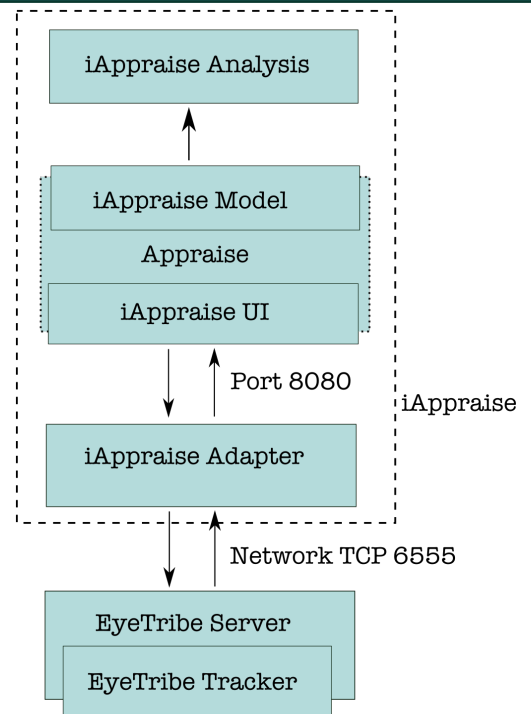 iAppraise Analysis
iAppraise Model
Appraise
iAppraise UI
Port 8080
iAppraise
iAppraise Adapter
Network TCP 6555
EyeTribe Server
EyeTribe Tracker